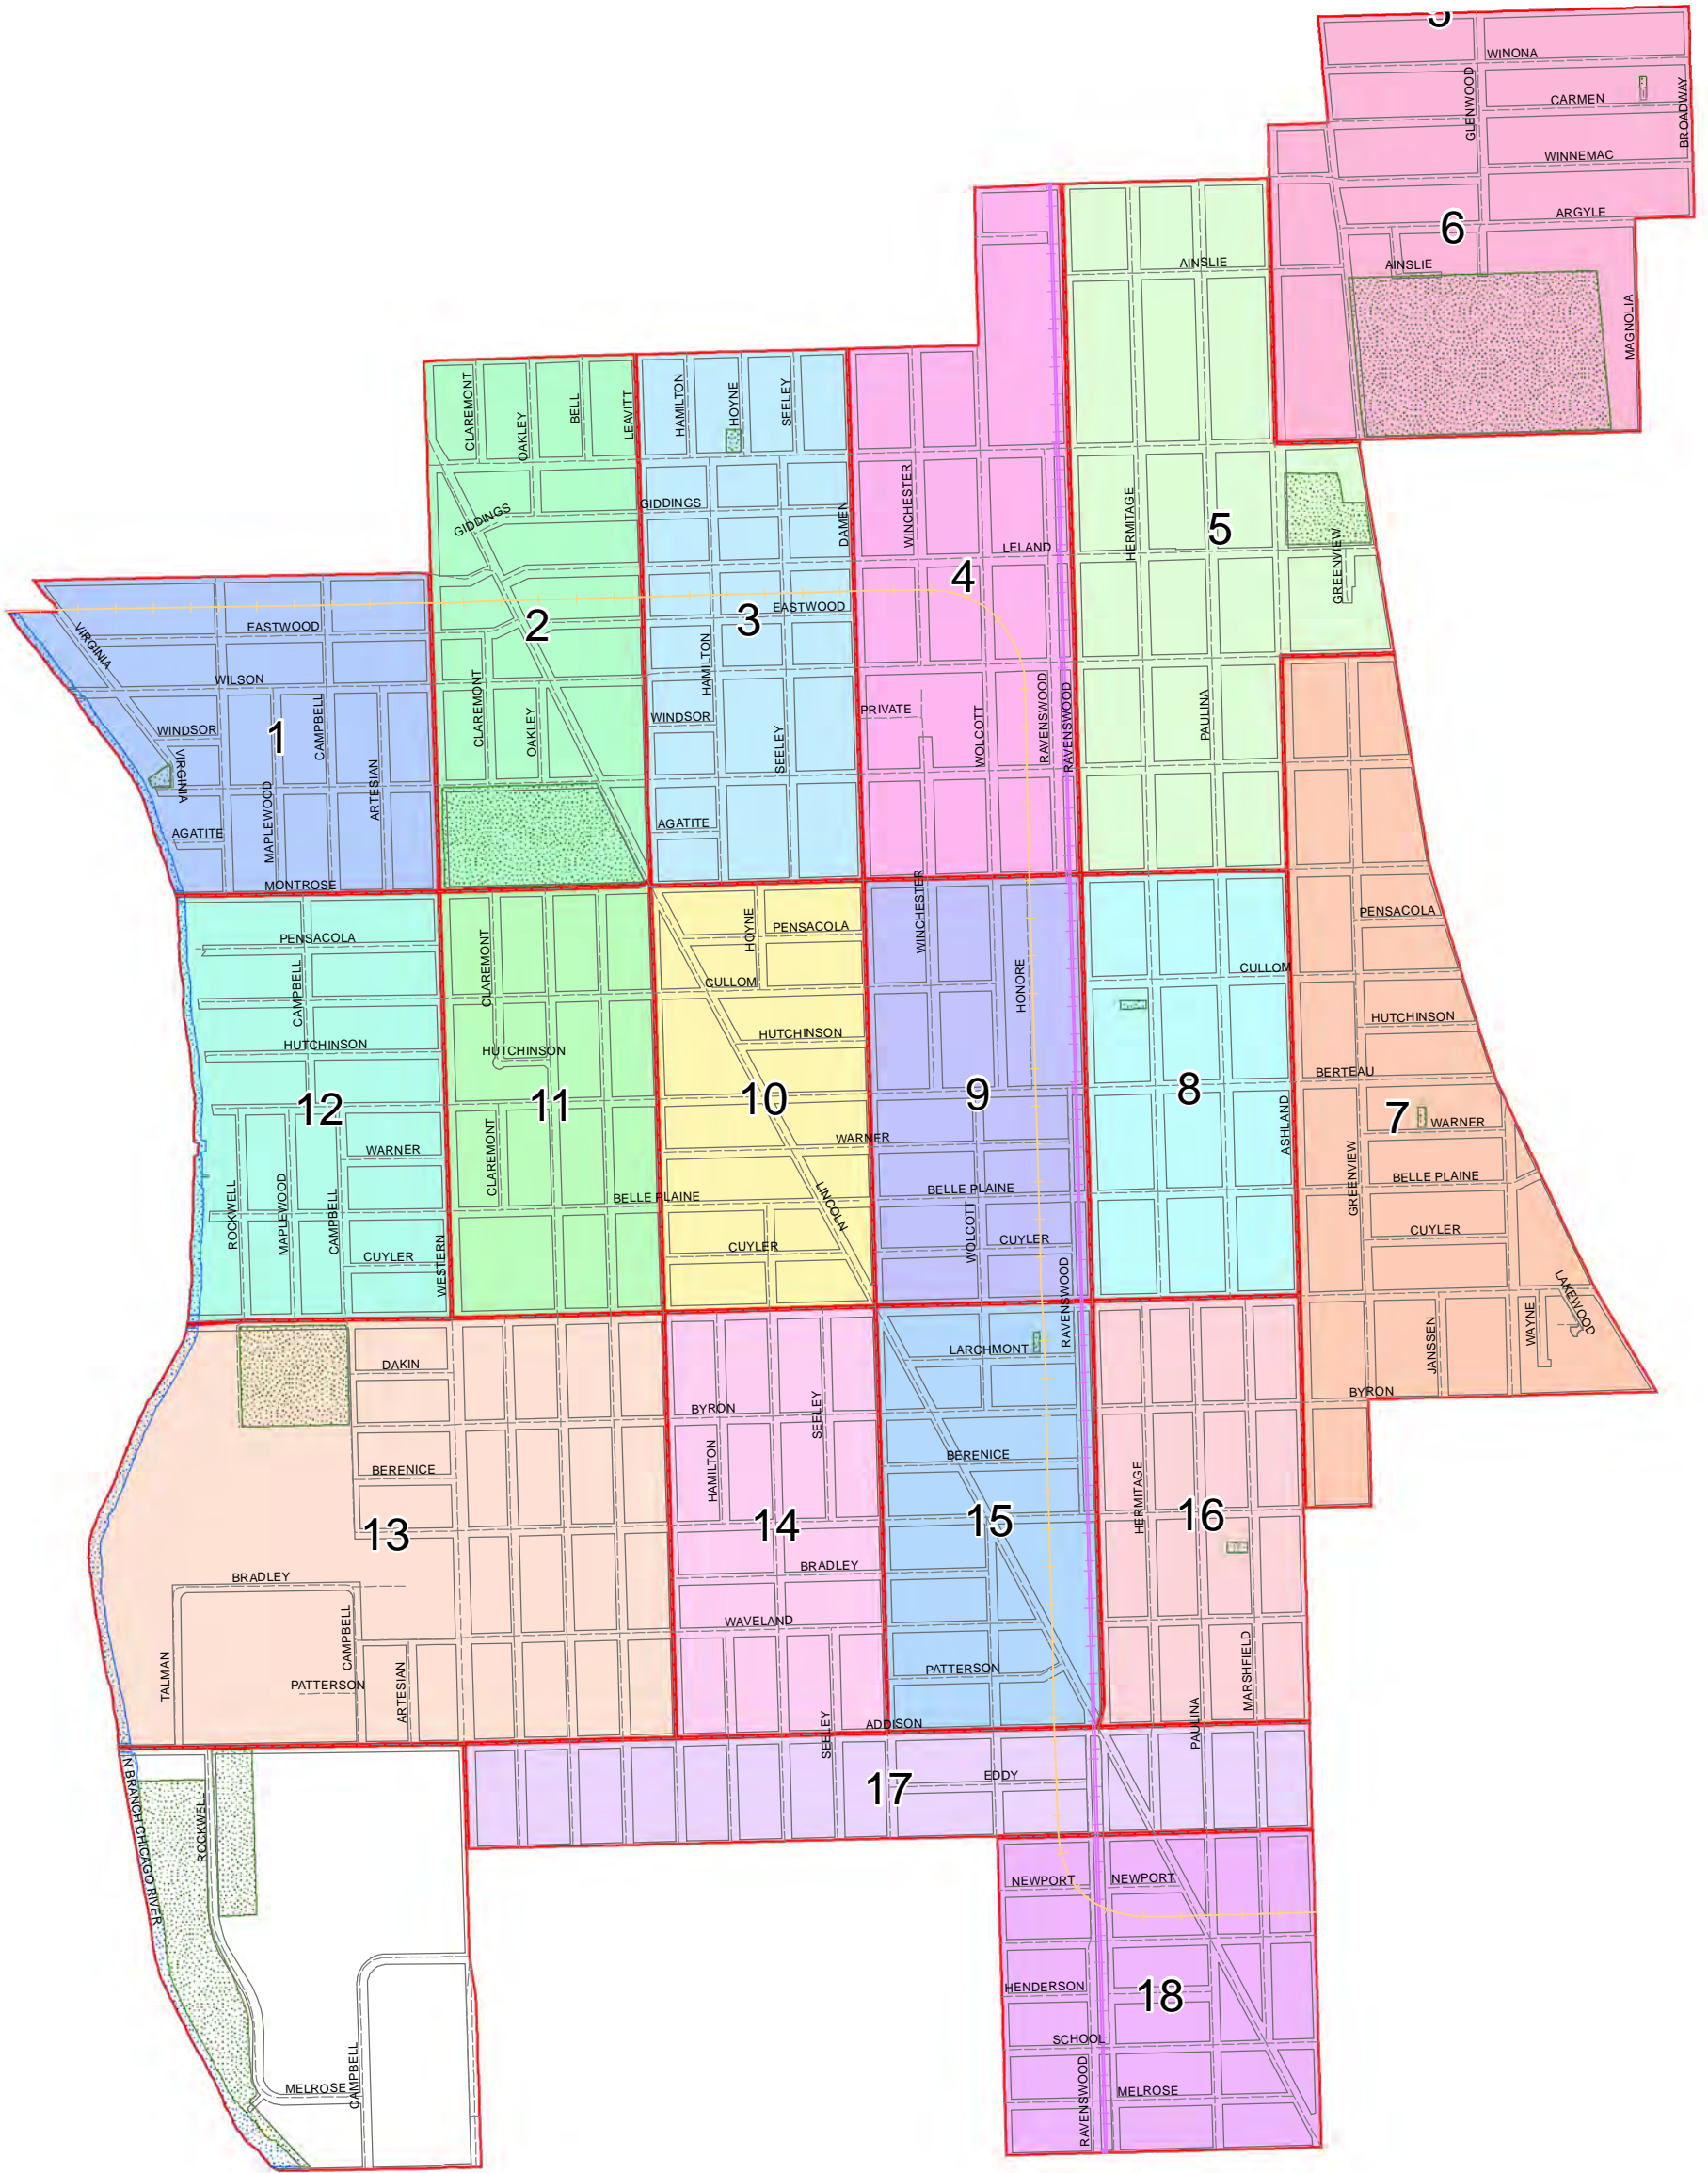 5
WINONA
GLENWOOD
CARMEN
BROADWAY
WINNEMAC
ARGYLE
6
AINSLIE
MAGNOLIA
AINSLIE
HERMITAGE
5
GREENVIEW
PAULINA
CLAREMONT
OAKLEY
BELL
LEAVITT
GIDDINGS
2
CLAREMONT
OAKLEY
HAMILTON
HOYNE
SEELEY
GIDDINGS
DAMEN
EASTWOOD
3
HAMILTON
WINDSOR
SEELEY
AGATITE
WINCHESTER
LELAND
4
PRIVATE
WOLCOTT
RAVENSWOOD
RAVENSWOOD
VIRGINIA
EASTWOOD
WILSON
WINDSOR
1
CAMPBELL
VIRGINIA
MAPLEWOOD
ARTESIAN
AGATITE
MONTROSE
PENSACOLA
CAMPBELL
HUTCHINSON
12
WARNER
ROCKWELL
MAPLEWOOD
CAMPBELL
CUYLER
WESTERN
CLAREMONT
HUTCHINSON
11
CLAREMONT
BELLE PLAINE
HOYNE
PENSACOLA
CULLOM
HUTCHINSON
10
WARNER
LINCOLN
CUYLER
WINCHESTER
HONORE
9
BELLE PLAINE
WOLCOTT
CUYLER
RAVENSWOOD
CULLOM
8
ASHLAND
PENSACOLA
HUTCHINSON
BERTEAU
7
WARNER
GREENVIEW
BELLE PLAINE
CUYLER
LAKEWOOD
JANSSEN
WAYNE
BYRON
DAKIN
BERENICE
13
BRADLEY
CAMPBELL
TALMAN
PATTERSON
ARTESIAN
BYRON
SEELEY
HAMILTON
14
BRADLEY
WAVELAND
LARCHMONT
BERENICE
15
PATTERSON
HERMITAGE
16
MARSHFIELD
PAULINA
ADDISON
SEELEY
17
EDDY
N BRANCH CHICAGO RIVER
ROCKWELL
MELROSE
CAMPBELL
NEWPORT
NEWPORT
HENDERSON
18
SCHOOL
RAVENSWOOD
MELROSE